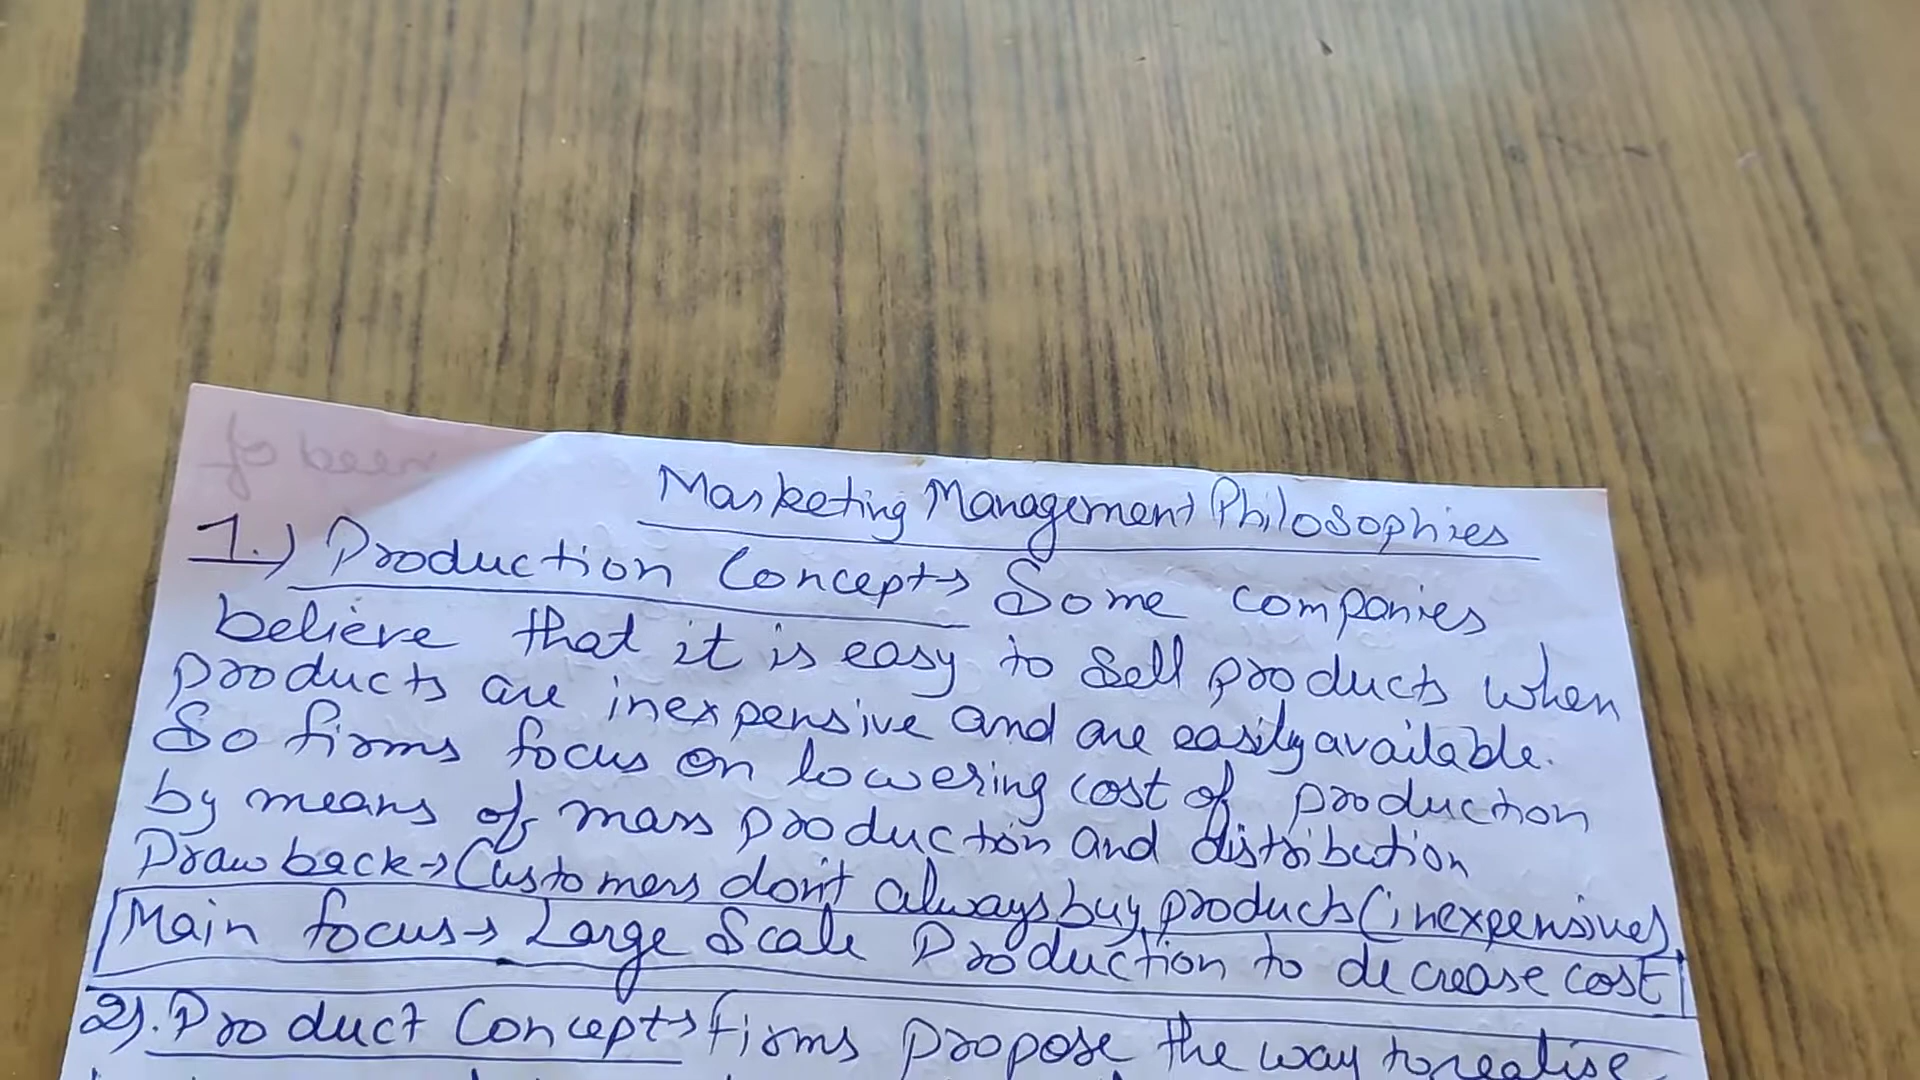 need of
Marketing Management Philosophies
1.) Production Concept→ Some companies
believe that it is easy to sell products when
products are inexpensive and are easily available.
So firms focus on lowering cost of production
by means of mass production and distribution
Drawback→ Customers don't always buy products (inexpensive)
Main focus→ Large Scale Production to decrease cost
2). Product Concept→ firms propose the way to realise